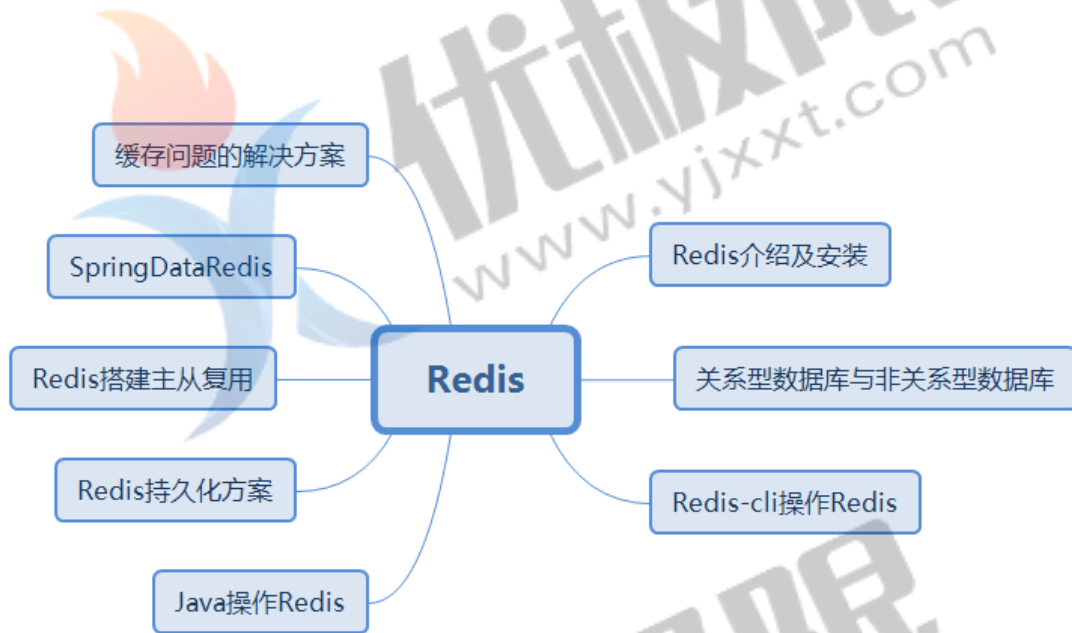 优极限
www.yjxxt.com
缓存问题的解决方案
SpringDataRedis
Redis搭建主从复用
Redis持久化方案
Java操作Redis
Redis
Redis介绍及安装
关系型数据库与非关系型数据库
Redis-cli操作Redis